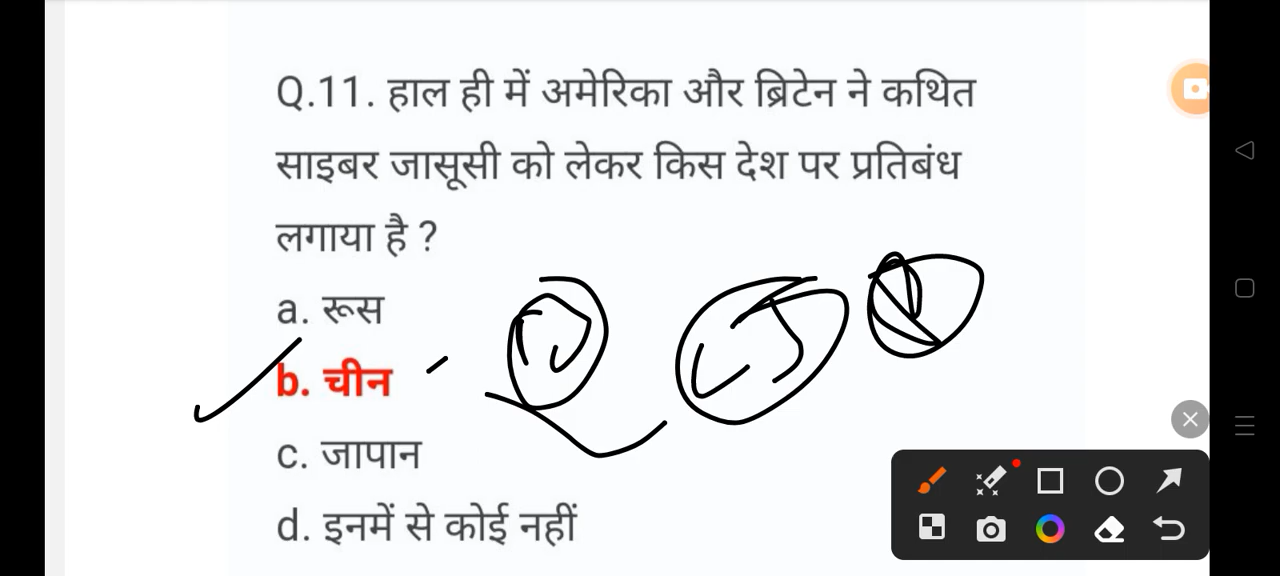 Q.11. हाल ही में अमेरिका और ब्रिटेन ने कथित
साइबर जासूसी को लेकर किस देश पर प्रतिबंध
लगाया है ?
a. रूस
b. चीन
c. जापान
d. इनमें से कोई नहीं